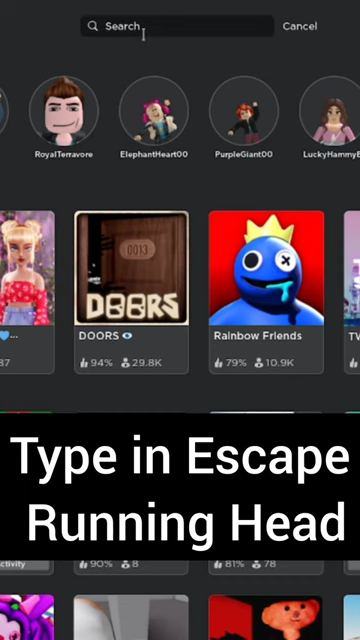 Search
Cancel
RoyalTerravore
ElephantHeart00
PurpleGiant00
LuckyHammyB
0013
DOORS
...
DOORS
Rainbow Friends
TW
87
94% 29.8K
79% 10.9K
Type in Escape
Running Head
ctivity
90% 8
81% 78